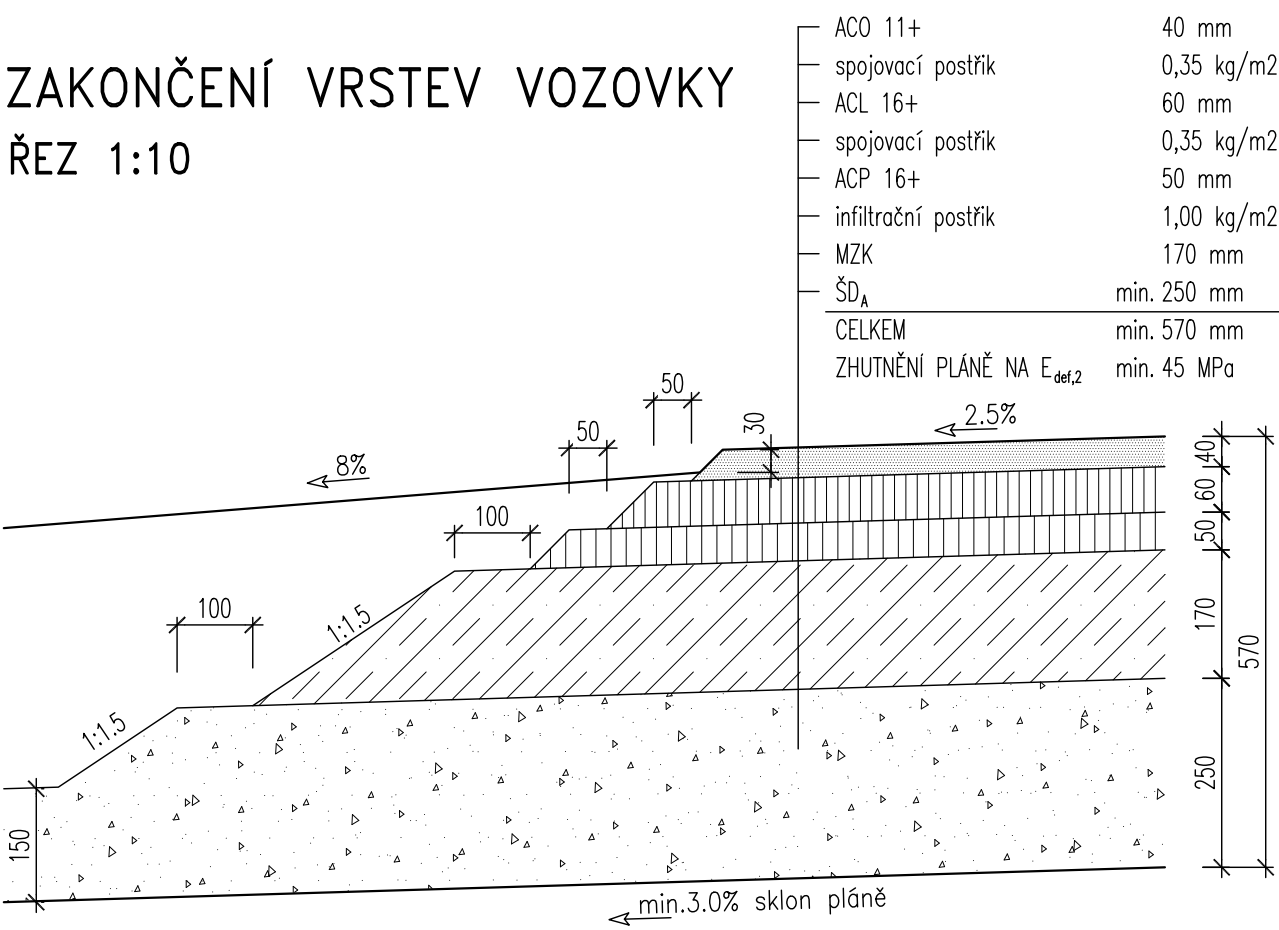 ZAKONČENÍ VRSTEV VOZOVKY
ŘEZ 1:10
ACO 11+ 40 mm
spojovací postřik 0,35 kg/m2
ACL 16+ 60 mm
spojovací postřik 0,35 kg/m2
ACP 16+ 50 mm
infiltrační postřik 1,00 kg/m2
MZK 170 mm
ŠDA min. 250 mm
CELKEM min. 570 mm
ZHUTNĚNÍ PLÁNĚ NA Edef,2 min. 45 MPa
50
2.5%
30
50
40
8%
60
100
50
100
1:1.5
170
570
1:1.5
250
150
min.3.0% sklon pláně